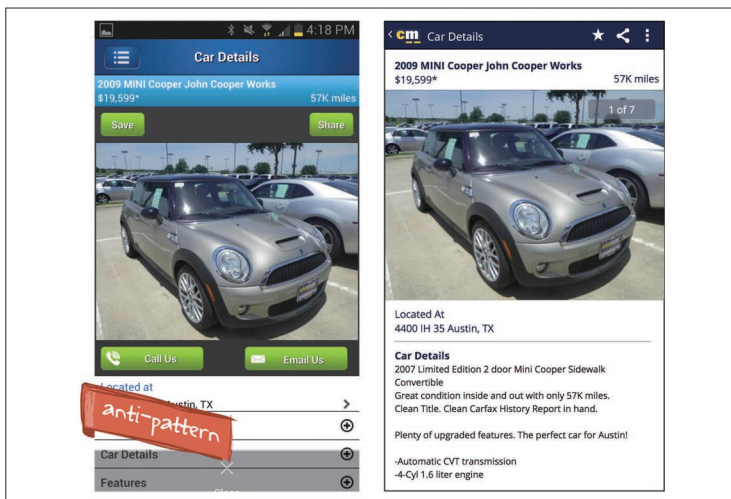 4:18 PM
Car Details
2009 MINI Cooper John Cooper Works
$19,599*
57K miles
Save
Share
Call Us
Email Us
Located at
Austin, TX
anti-pattern
Car Details
Features
Close
cm Car Details
2009 MINI Cooper John Cooper Works
$19,599*
57K miles
1 of 7
Located At
4400 IH 35 Austin, TX
Car Details
2007 Limited Edition 2 door Mini Cooper Sidewalk
Convertible
Great condition inside and out with only 57K miles.
Clean Title. Clean Carfax History Report in hand.
Plenty of upgraded features. The perfect car for Austin!
-Automatic CVT transmission
-4-Cyl 1.6 liter engine